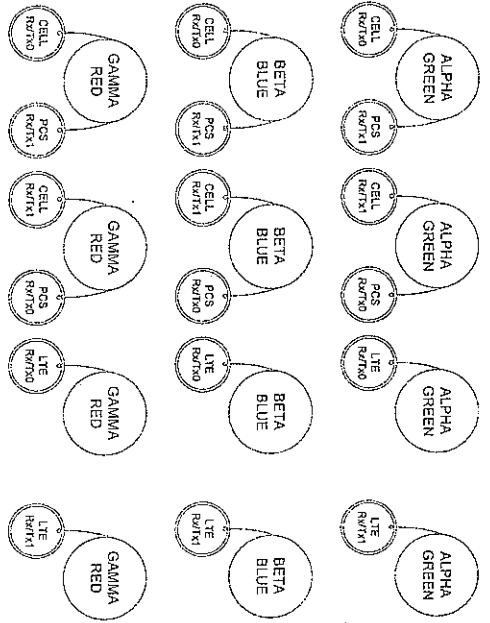 ALPHA
GREEN
CELL
Rx/Tx0
PCS
Rx/Tx1
ALPHA
GREEN
CELL
Rx/Tx1
PCS
Rx/Tx0
ALPHA
GREEN
LTE
Rx/Tx0
ALPHA
GREEN
LTE
Rx/Tx1
BETA
BLUE
CELL
Rx/Tx0
PCS
Rx/Tx1
BETA
BLUE
CELL
Rx/Tx1
PCS
Rx/Tx0
BETA
BLUE
LTE
Rx/Tx0
BETA
BLUE
LTE
Rx/Tx1
GAMMA
RED
CELL
Rx/Tx0
PCS
Rx/Tx1
GAMMA
RED
CELL
Rx/Tx1
PCS
Rx/Tx0
GAMMA
RED
LTE
Rx/Tx0
GAMMA
RED
LTE
Rx/Tx1